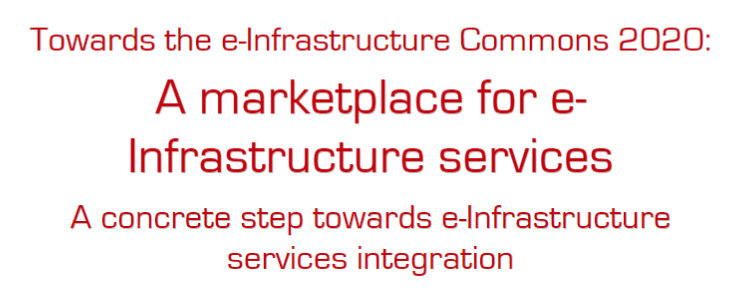 Towards the e-Infrastructure Commons 2020:
A marketplace for e-
Infrastructure services
A concrete step towards e-Infrastructure
services integration